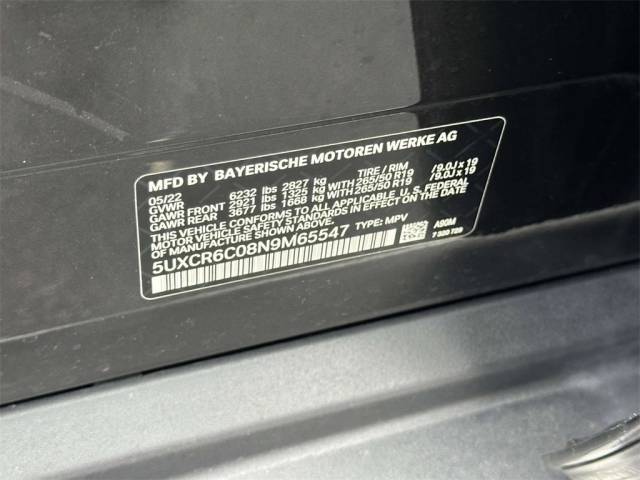 MFD BY BAYERISCHE MOTOREN WERKE AG
05/22 TIRE / RIM
GVWR 6232 lbs 2827 kg
GAWR FRONT 2921 lbs 1325 kg WITH 265/50 R19 /9.0J x 19
GAWR REAR 3677 lbs 1668 kg WITH 265/50 R19 /9.0J x 19
THIS VEHICLE CONFORMS TO ALL APPLICABLE U.S. FEDERAL
MOTOR VEHICLE SAFETY STANDARDS IN EFFECT ON THE DATE
OF MANUFACTURE SHOWN ABOVE.
5UXCR6C08N9M65547 TYPE: MPV
A90M